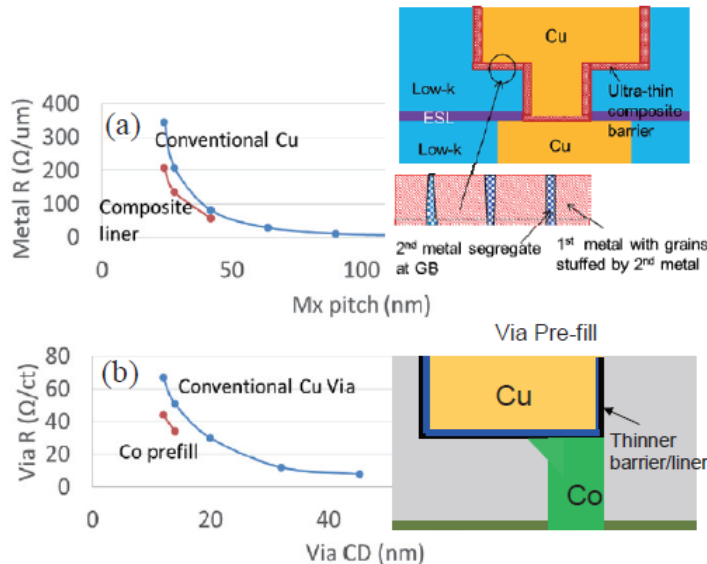 (a)
Metal R (Ω/um)
400
300
200
100
0
Conventional Cu
Composite
liner
0
50
100
Mx pitch (nm)
Cu
Low-k
ESL
Low-k
Cu
Ultra-thin
composite
barrier
2nd metal segregate
at GB
1st metal with grains
stuffed by 2nd metal
(b)
Via R (Ω/ct)
80
60
40
20
0
Conventional Cu Via
Co prefill
0
20
40
Via CD (nm)
Via Pre-fill
Cu
Co
Thinner
barrier/liner